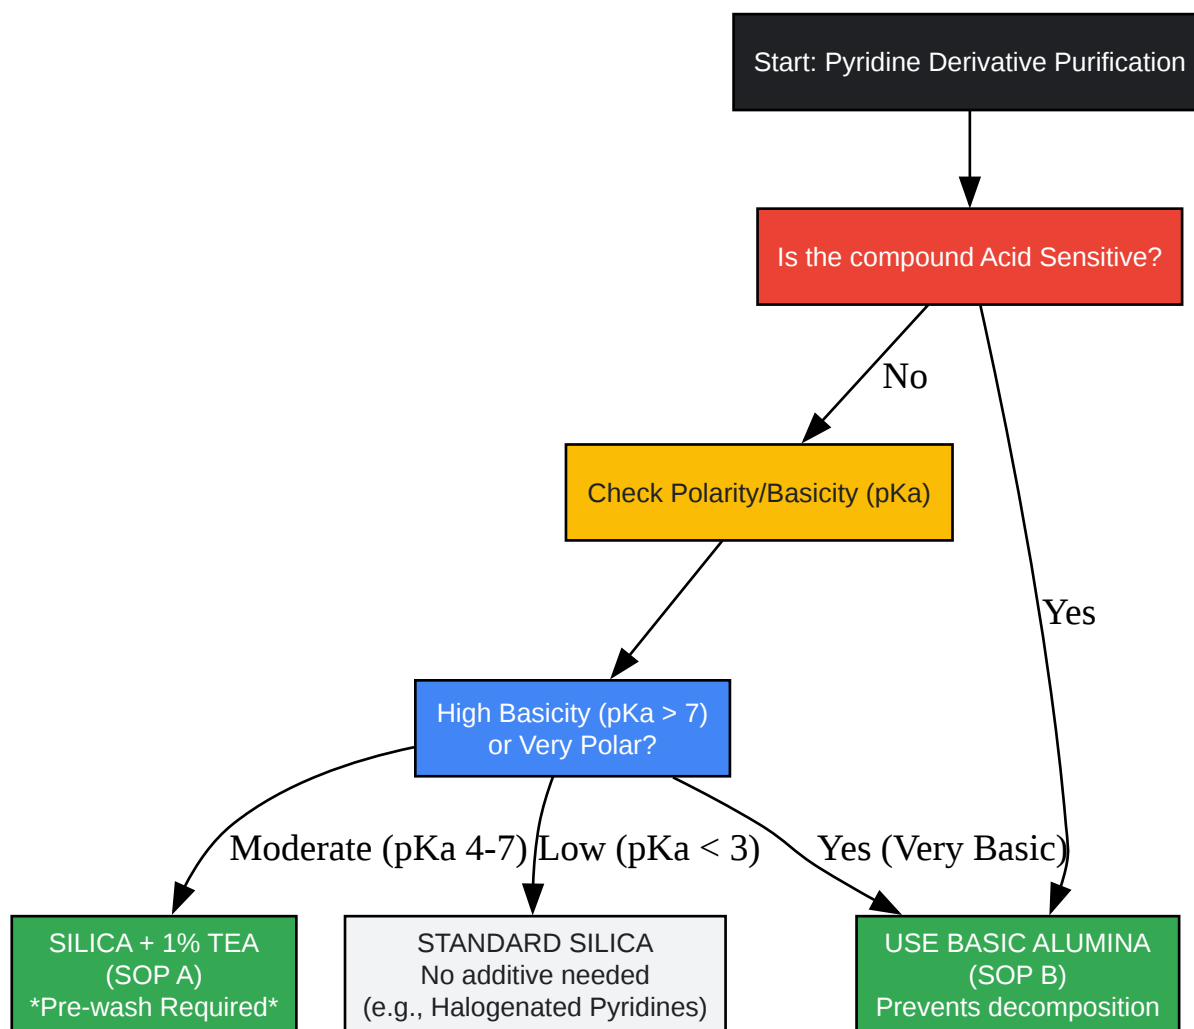 Start: Pyridine Derivative Purification
Is the compound Acid Sensitive?
No
Check Polarity/Basicity (pKa)
Yes
High Basicity (pKa > 7)
or Very Polar?
Moderate (pKa 4-7)
Low (pKa < 3)
Yes (Very Basic)
SILICA + 1% TEA
(SOP A)
*Pre-wash Required*
STANDARD SILICA
No additive needed
(e.g., Halogenated Pyridines)
USE BASIC ALUMINA
(SOP B)
Prevents decomposition